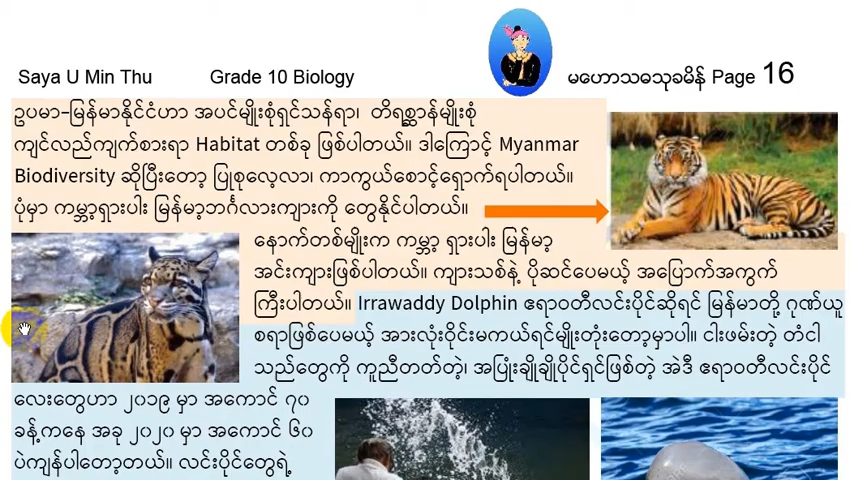 Saya U Min Thu Grade 10 Biology မဟောသဓသုခမိန် Page 16
ဥပမာ-မြန်မာနိုင်ငံဟာ အပင်မျိုးစုံရှင်သန်ရာ၊ တိရစ္ဆာန်မျိုးစုံ
ကျင်လည်ကျက်စားရာ Habitat တစ်ခု ဖြစ်ပါတယ်။ ဒါကြောင့် Myanmar
Biodiversity ဆိုပြီးတော့ ပြုစုလေ့လာ၊ ကာကွယ်စောင့်ရှောက်ရပါတယ်။
ပုံမှာ ကမ္ဘာ့ရှားပါး မြန်မာ့ဘင်္ဂလားကျားကို တွေ့နိုင်ပါတယ်။
နောက်တစ်မျိုးက ကမ္ဘာ့ ရှားပါး မြန်မာ့
အင်းကျားဖြစ်ပါတယ်။ ကျားသစ်နဲ့ ပိုဆင်ပေမယ့် အပြောက်အကွက်
ကြီးပါတယ်။ Irrawaddy Dolphin ဧရာဝတီလင်းပိုင်ဆိုရင် မြန်မာတို့ ဂုဏ်ယူ
စရာဖြစ်ပေမယ့် အားလုံးဝိုင်းမကယ်ရင်မျိုးတုံးတော့မှာပါ။ ငါးဖမ်းတဲ့ တံငါ
သည်တွေကို ကူညီတတ်တဲ့၊ အပြုံးချိုချိုပိုင်ရှင်ဖြစ်တဲ့ အဲဒီ ဧရာဝတီလင်းပိုင်
လေးတွေဟာ ၂၀၁၉ မှာ အကောင် ၇၀
ခန့်ကနေ အခု ၂၀၂၀ မှာ အကောင် ၆၀
ပဲကျန်ပါတော့တယ်။ လင်းပိုင်တွေရဲ့